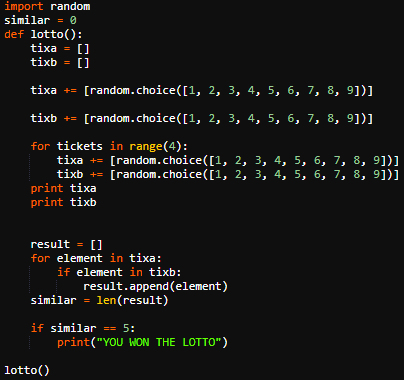 import random
similar = 0
def lotto():
    tixa = []
    tixb = []

    tixa += [random.choice([1, 2, 3, 4, 5, 6, 7, 8, 9])]

    tixb += [random.choice([1, 2, 3, 4, 5, 6, 7, 8, 9])]

    for tickets in range(4):
        tixa += [random.choice([1, 2, 3, 4, 5, 6, 7, 8, 9])]
        tixb += [random.choice([1, 2, 3, 4, 5, 6, 7, 8, 9])]
    print tixa
    print tixb


    result = []
    for element in tixa:
        if element in tixb:
            result.append(element)
    similar = len(result)

    if similar == 5:
        print("YOU WON THE LOTTO")

lotto()